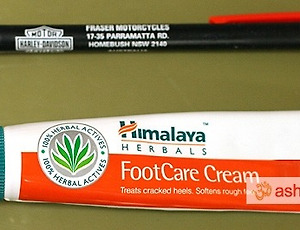 MOTOR
HARLEY-DAVIDSON
FRASER MOTORCYCLES
17-35 PARRAMATTA RD.
HOMEBUSH NSW 2140
AUSTRALIA
100% HERBAL ACTIVES
100% HERBAL ACTIVES
Himalaya
HERBALS
FootCare Cream
Treats cracked heels. Softens rough
ash